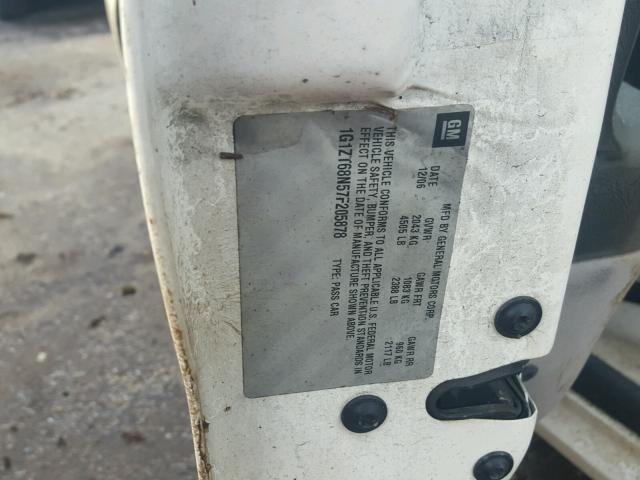 GM
MFD BY GENERAL MOTORS CORP.
DATE GVWR GAWR FRT GAWR RR
12/06 2043 KG 1083 KG 960 KG
4505 LB 2388 LB 2117 LB
THIS VEHICLE CONFORMS TO ALL APPLICABLE U.S. FEDERAL MOTOR
VEHICLE SAFETY, BUMPER, AND THEFT PREVENTION STANDARDS IN
EFFECT ON THE DATE OF MANUFACTURE SHOWN ABOVE.
1G1ZT68N57F205878 TYPE: PASS CAR